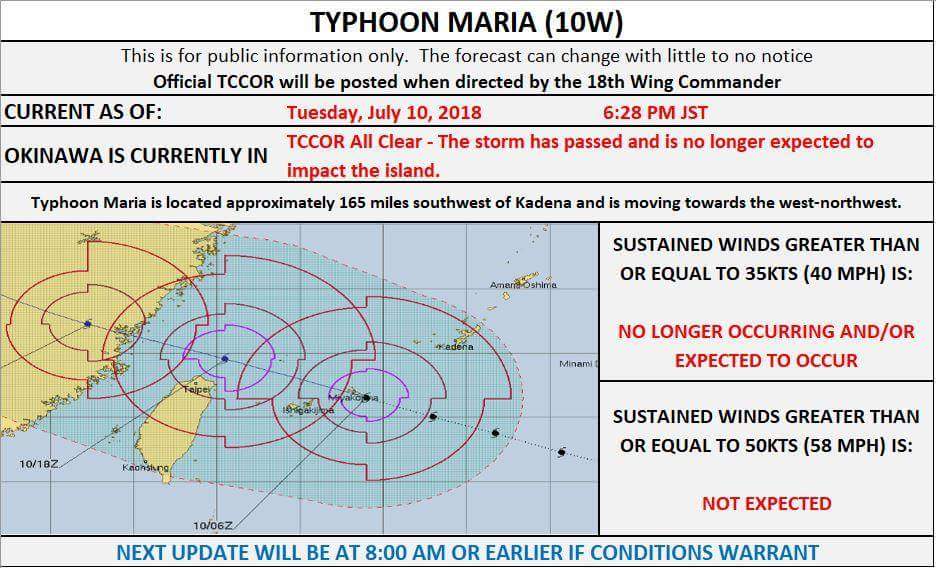 TYPHOON MARIA (10W)
This is for public information only.  The forecast can change with little to no notice
Official TCCOR will be posted when directed by the 18th Wing Commander
CURRENT AS OF: Tuesday, July 10, 2018 6:28 PM JST
OKINAWA IS CURRENTLY IN
TCCOR All Clear - The storm has passed and is no longer expected to
impact the island.
Typhoon Maria is located approximately 165 miles southwest of Kadena and is moving towards the west-northwest.
Amami Oshima
Kadena
Minami
Taipei
Miyakojima
Ishigakijima
10/18Z
Kaohsiung
10/06Z
SUSTAINED WINDS GREATER THAN
OR EQUAL TO 35KTS (40 MPH) IS:
NO LONGER OCCURRING AND/OR
EXPECTED TO OCCUR
SUSTAINED WINDS GREATER THAN
OR EQUAL TO 50KTS (58 MPH) IS:
NOT EXPECTED
NEXT UPDATE WILL BE AT 8:00 AM OR EARLIER IF CONDITIONS WARRANT